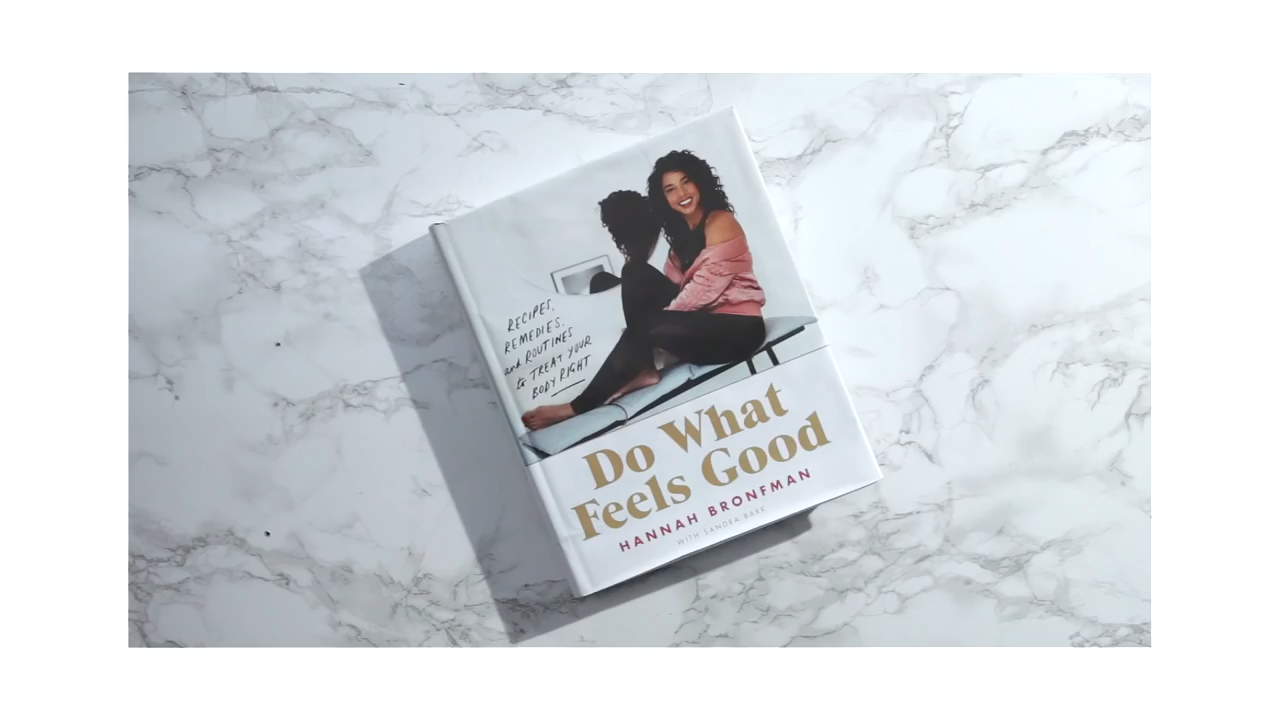 RECIPES,
REMEDIES,
and ROUTINES
to TREAT YOUR
BODY RIGHT
Do What
Feels Good
HANNAH BRONFMAN
WITH SANDRA BARK